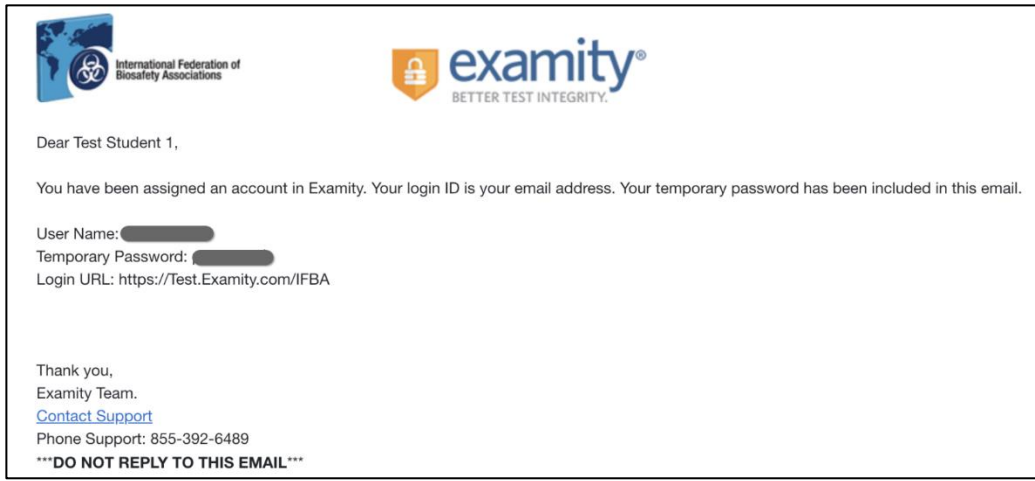 International Federation of
Biosafety Associations
examity®
BETTER TEST INTEGRITY.
Dear Test Student 1,
You have been assigned an account in Examity. Your login ID is your email address. Your temporary password has been included in this email.
User Name:
Temporary Password:
Login URL: https://Test.Examity.com/IFBA
Thank you,
Examity Team.
Contact Support
Phone Support: 855-392-6489
***DO NOT REPLY TO THIS EMAIL***